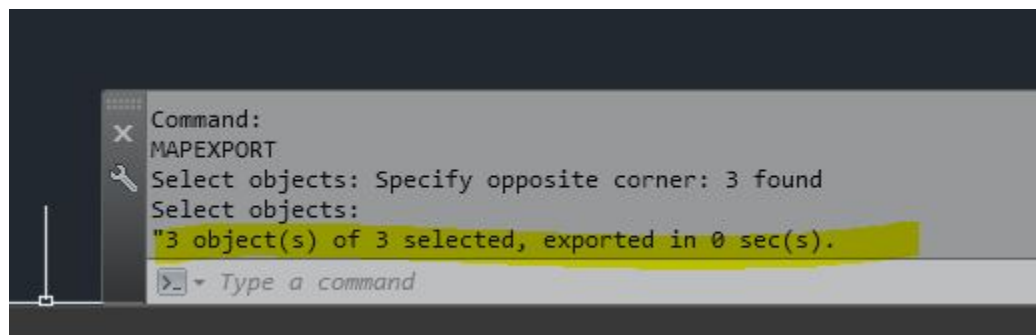 Command:
MAPEXPORT
Select objects: Specify opposite corner: 3 found
Select objects:
"3 object(s) of 3 selected, exported in 0 sec(s).
Type a command